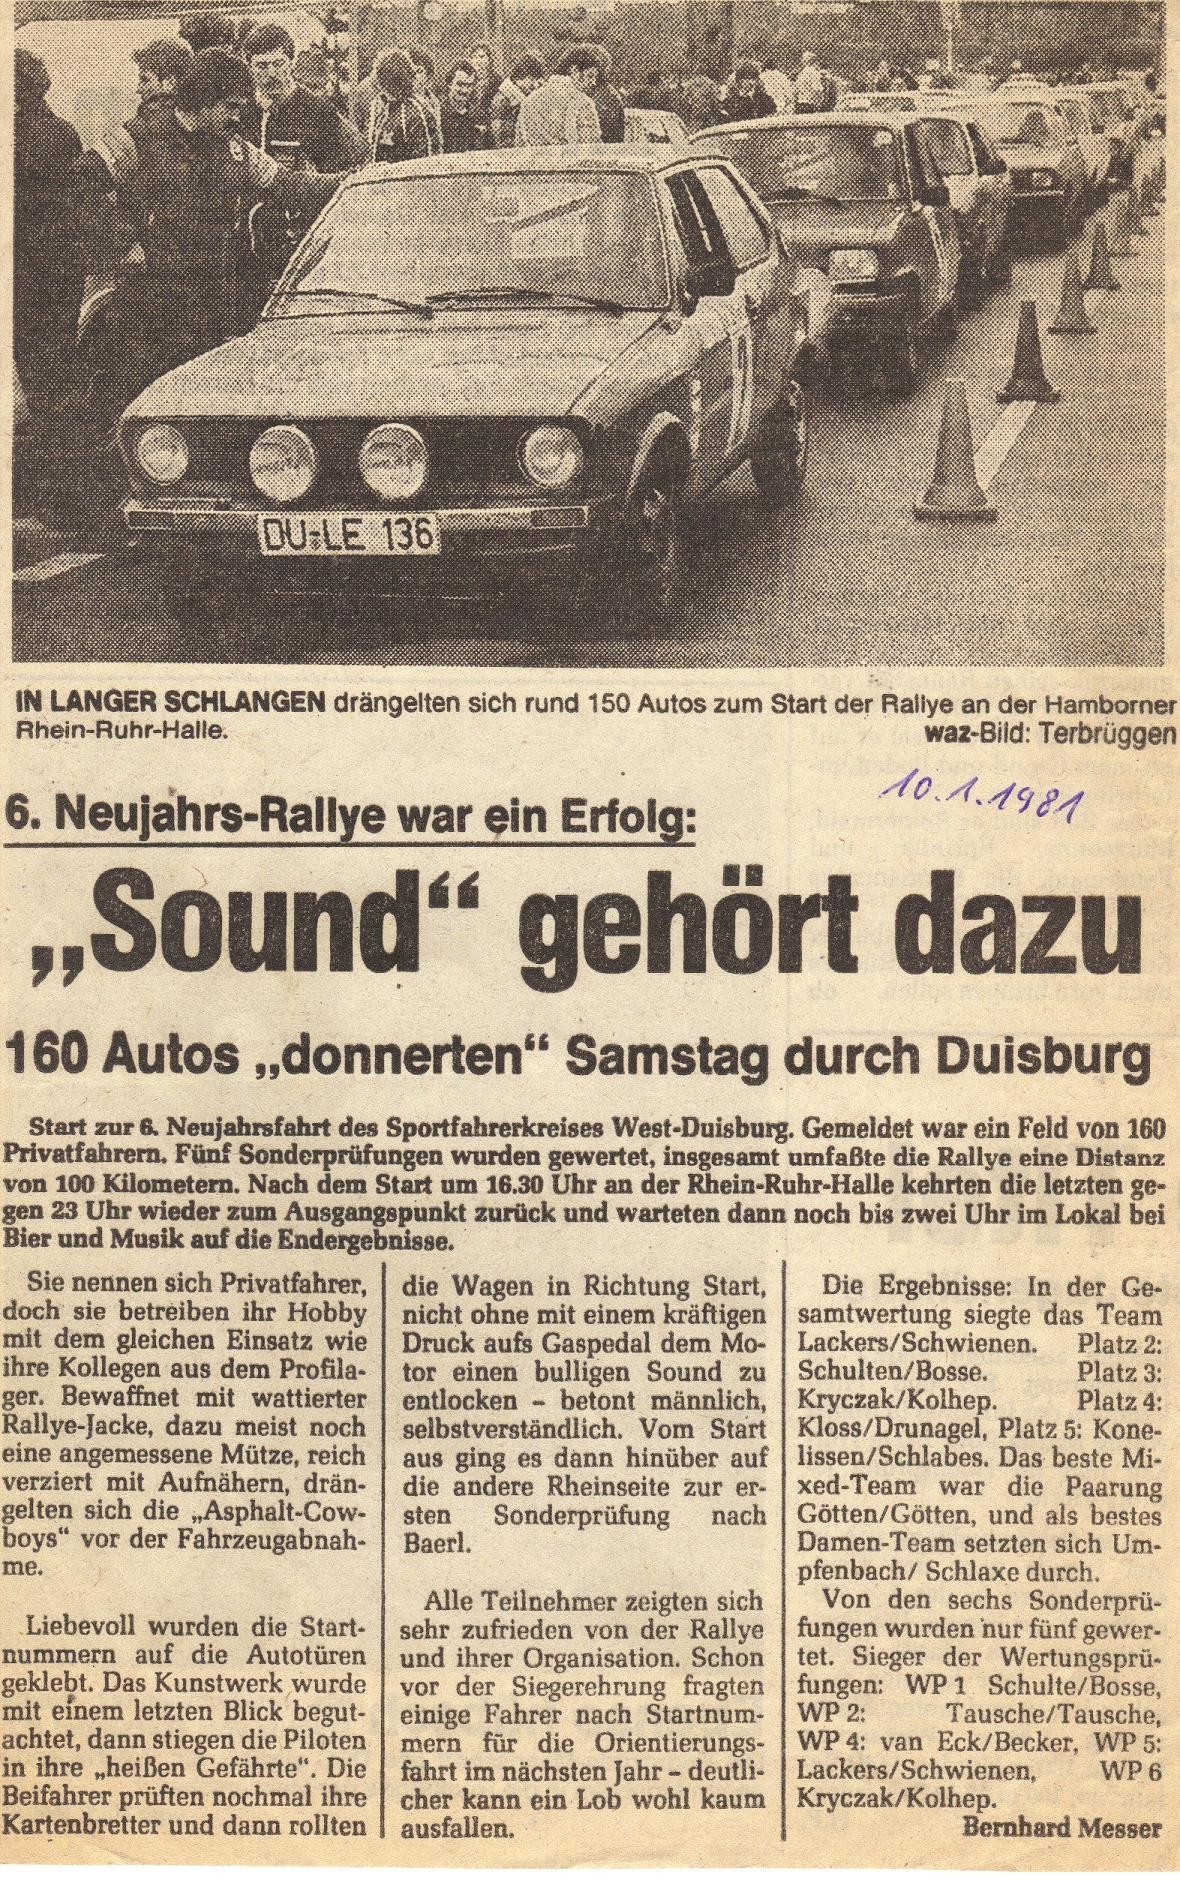 DU-LE 136
IN LANGER SCHLANGEN drängelten sich rund 150 Autos zum Start der Rallye an der Hamborner
Rhein-Ruhr-Halle. waz-Bild: Terbrüggen
10.1.1981
6. Neujahrs-Rallye war ein Erfolg:
„Sound“ gehört dazu
160 Autos „donnerten“ Samstag durch Duisburg
Start zur 6. Neujahrsfahrt des Sportfahrerkreises West-Duisburg. Gemeldet war ein Feld von 160
Privatfahrern. Fünf Sonderprüfungen wurden gewertet, insgesamt umfaßte die Rallye eine Distanz
von 100 Kilometern. Nach dem Start um 16.30 Uhr an der Rhein-Ruhr-Halle kehrten die letzten ge-
gen 23 Uhr wieder zum Ausgangspunkt zurück und warteten dann noch bis zwei Uhr im Lokal bei
Bier und Musik auf die Endergebnisse.
Sie nennen sich Privatfahrer,
doch sie betreiben ihr Hobby
mit dem gleichen Einsatz wie
ihre Kollegen aus dem Profila-
ger. Bewaffnet mit wattierter
Rallye-Jacke, dazu meist noch
eine angemessene Mütze, reich
verziert mit Aufnähern, drän-
gelten sich die „Asphalt-Cow-
boys“ vor der Fahrzeugabnah-
me.
Liebevoll wurden die Start-
nummern auf die Autotüren
geklebt. Das Kunstwerk wurde
mit einem letzten Blick begut-
achtet, dann stiegen die Piloten
in ihre „heißen Gefährte“. Die
Beifahrer prüften nochmal ihre
Kartenbretter und dann rollten
die Wagen in Richtung Start,
nicht ohne mit einem kräftigen
Druck aufs Gaspedal dem Mo-
tor einen bulligen Sound zu
entlocken – betont männlich,
selbstverständlich. Vom Start
aus ging es dann hinüber auf
die andere Rheinseite zur er-
sten Sonderprüfung nach
Baerl.
Alle Teilnehmer zeigten sich
sehr zufrieden von der Rallye
und ihrer Organisation. Schon
vor der Siegerehrung fragten
einige Fahrer nach Startnum-
mern für die Orientierungs-
fahrt im nächsten Jahr – deutli-
cher kann ein Lob wohl kaum
ausfallen.
Die Ergebnisse: In der Ge-
samtwertung siegte das Team
Lackers/Schwienen. Platz 2:
Schulten/Bosse. Platz 3:
Kryczak/Kolhep. Platz 4:
Kloss/Drunagel, Platz 5: Kone-
lissen/Schlabes. Das beste Mi-
xed-Team war die Paarung
Götten/Götten, und als bestes
Damen-Team setzten sich Um-
pfenbach/ Schlaxe durch.
Von den sechs Sonderprü-
fungen wurden nur fünf gewer-
tet. Sieger der Wertungsprü-
fungen: WP 1 Schulte/Bosse,
WP 2: Tausche/Tausche,
WP 4: van Eck/Becker, WP 5:
Lackers/Schwienen, WP 6
Kryczak/Kolhep.
Bernhard Messer